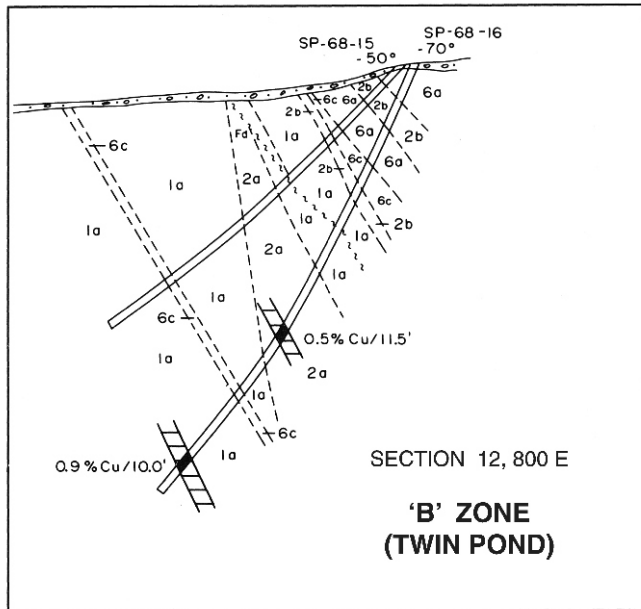 SP-68-15 SP-68-16
-50° -70°
2b 6a
6c 6a 2b
6c 2b 1a 6a 2b
Fd
2a 6c 6a
1a 2b
1a 6c
1a 1a 2b
1a 2a 1a 1a
1a
6c
0.5% Cu/11.5'
1a 2a
1a
6c
1a
0.9% Cu/10.0'
SECTION 12, 800 E
'B' ZONE
(TWIN POND)